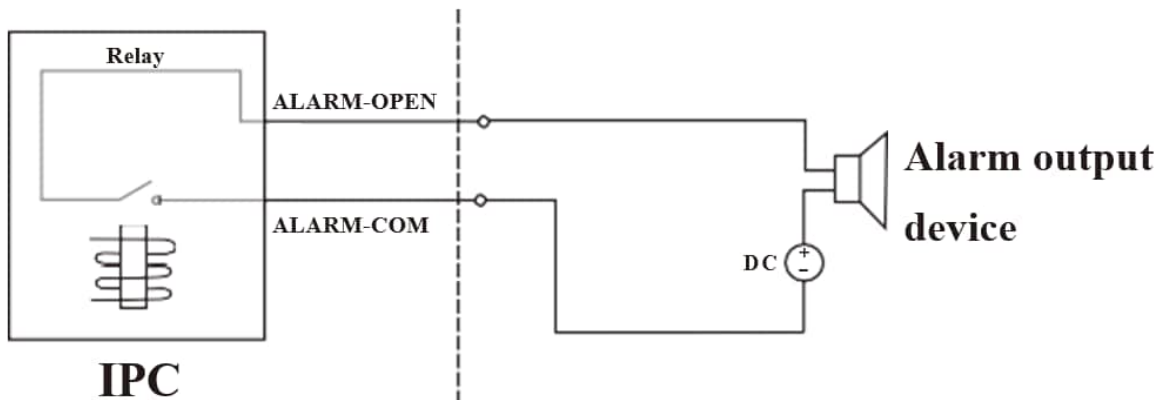 Relay
ALARM-OPEN
ALARM-COM
Alarm output
device
DC
+
−
IPC